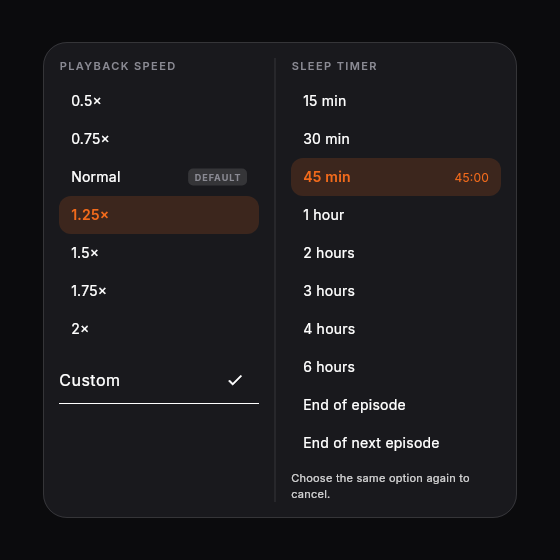 PLAYBACK SPEED
0.5×
0.75×
Normal DEFAULT
1.25×
1.5×
1.75×
2×
Custom
SLEEP TIMER
15 min
30 min
45 min 45:00
1 hour
2 hours
3 hours
4 hours
6 hours
End of episode
End of next episode
Choose the same option again to
cancel.